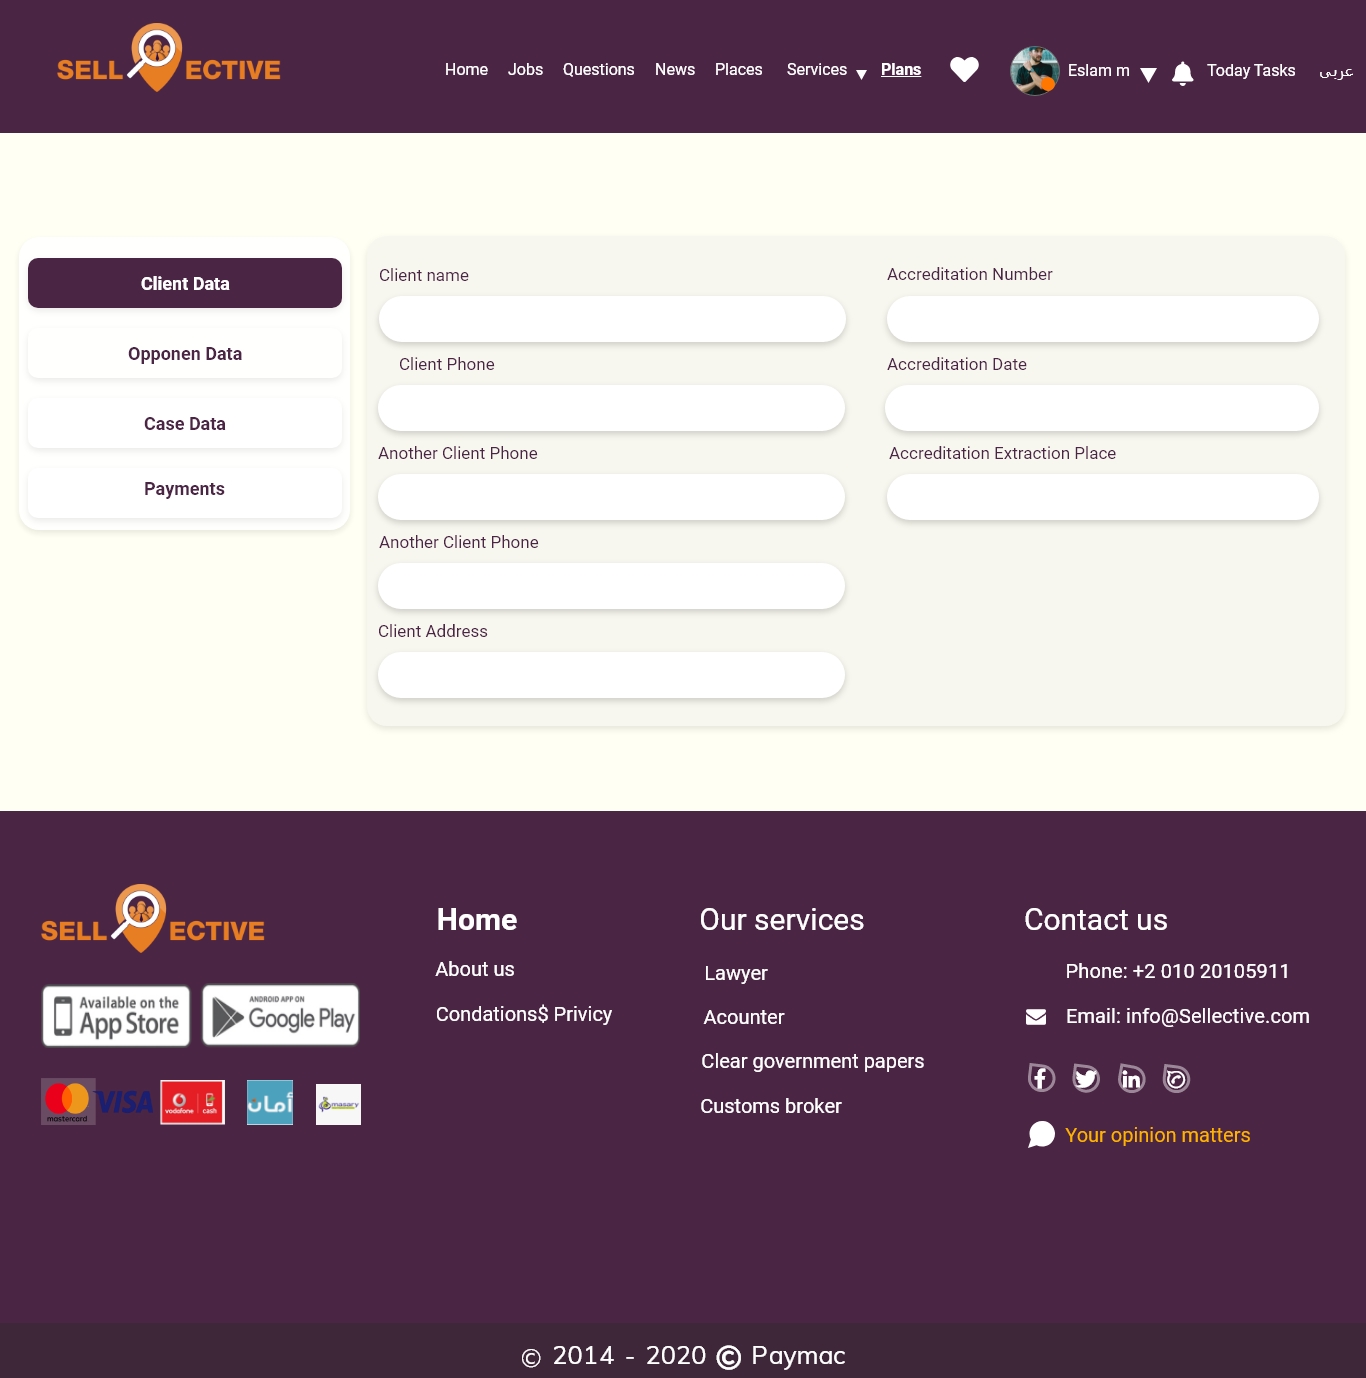 SELL ECTIVE
Home Jobs Questions News Places Services Plans Eslam m Today Tasks عربى
Client Data
Opponen Data
Case Data
Payments
Client name
Client Phone
Another Client Phone
Another Client Phone
Client Address
Accreditation Number
Accreditation Date
Accreditation Extraction Place
SELL ECTIVE
Available on the
App Store
ANDROID APP ON
Google Play
mastercard
VISA
vodafone cash
أمان
masary
Home
About us
Condations$ Privicy
Our services
Lawyer
Acounter
Clear government papers
Customs broker
Contact us
Phone: +2 010 20105911
Email: info@Sellective.com
Your opinion matters
© 2014 - 2020 © Paymac